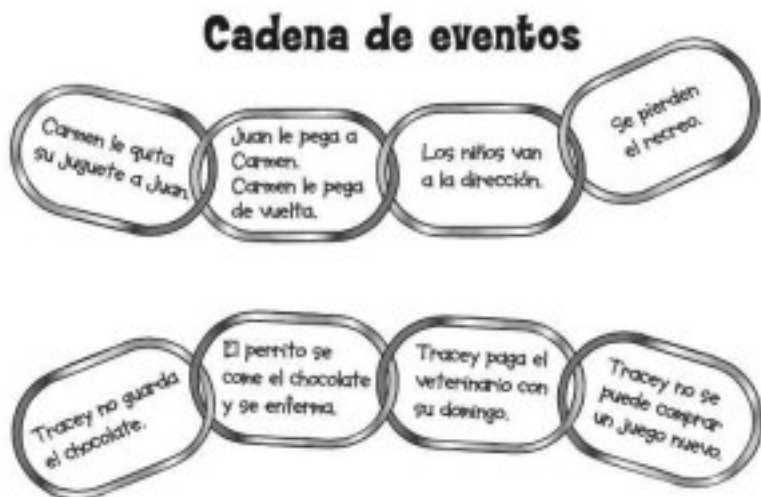 Cadena de eventos
Carmen le quita
su juguete a Juan.
Juan le pega a
Carmen.
Carmen le pega
de vuelta.
Los niños van
a la dirección.
Se pierden
el recreo.
Tracey no guarda
el chocolate.
El perrito se
come el chocolate
y se enferma.
Tracey paga el
veterinario con
su domingo.
Tracey no se
puede comprar
un juego nuevo.